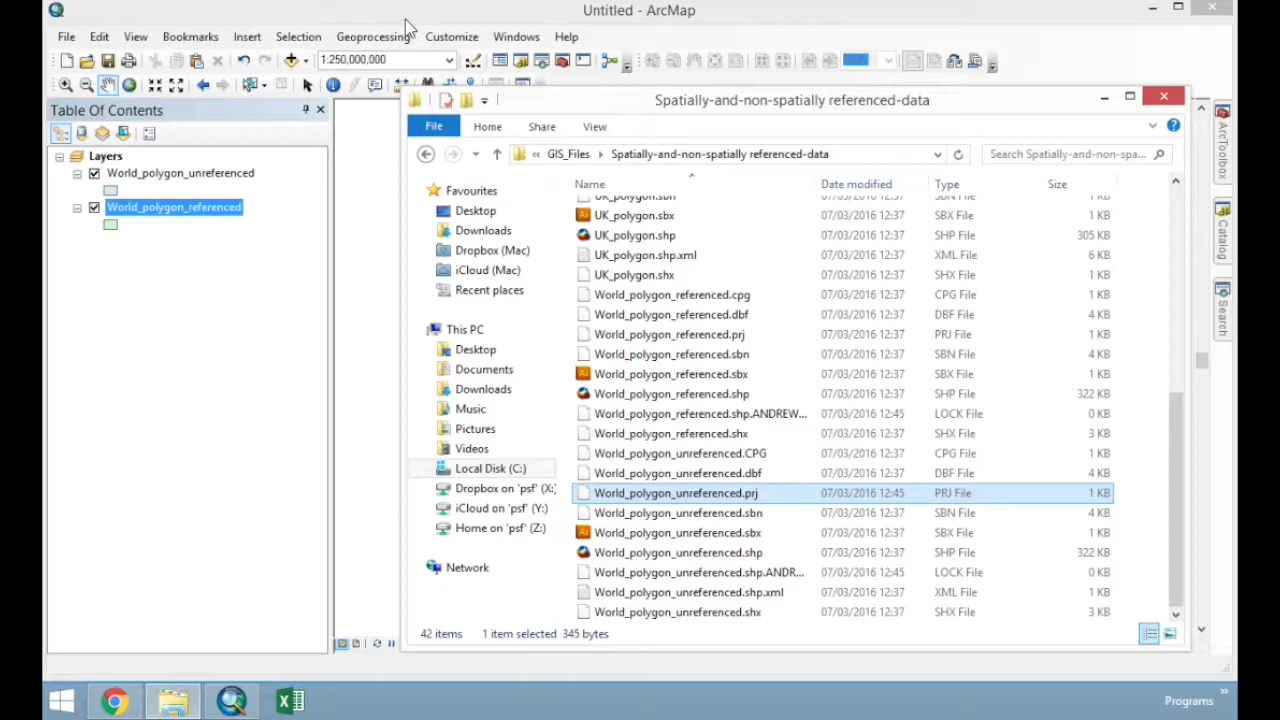 Untitled - ArcMap
File Edit View Bookmarks Insert Selection Geoprocessing Customize Windows Help
1:250,000,000
Table Of Contents
Layers
World_polygon_unreferenced
World_polygon_referenced
Spatially-and-non-spatially referenced-data
File Home Share View
« GIS_Files Spatially-and-non-spatially referenced-data Search Spatially-and-non-spa...
Favourites
Desktop
Downloads
Dropbox (Mac)
iCloud (Mac)
Recent places
This PC
Desktop
Documents
Downloads
Music
Pictures
Videos
Local Disk (C:)
Dropbox on 'psf' (X:)
iCloud on 'psf' (Y:)
Home on 'psf' (Z:)
Network
Name Date modified Type Size
UK_polygon.sbn 07/03/2016 12:37 SBN File 1 KB
UK_polygon.sbx 07/03/2016 12:37 SBX File 1 KB
UK_polygon.shp 07/03/2016 12:37 SHP File 305 KB
UK_polygon.shp.xml 07/03/2016 12:37 XML File 6 KB
UK_polygon.shx 07/03/2016 12:37 SHX File 1 KB
World_polygon_referenced.cpg 07/03/2016 12:37 CPG File 1 KB
World_polygon_referenced.dbf 07/03/2016 12:37 DBF File 4 KB
World_polygon_referenced.prj 07/03/2016 12:37 PRJ File 1 KB
World_polygon_referenced.sbn 07/03/2016 12:37 SBN File 4 KB
World_polygon_referenced.sbx 07/03/2016 12:37 SBX File 1 KB
World_polygon_referenced.shp 07/03/2016 12:37 SHP File 322 KB
World_polygon_referenced.shp.ANDREW... 07/03/2016 12:45 LOCK File 0 KB
World_polygon_referenced.shx 07/03/2016 12:37 SHX File 3 KB
World_polygon_unreferenced.CPG 07/03/2016 12:37 CPG File 1 KB
World_polygon_unreferenced.dbf 07/03/2016 12:37 DBF File 4 KB
World_polygon_unreferenced.prj 07/03/2016 12:45 PRJ File 1 KB
World_polygon_unreferenced.sbn 07/03/2016 12:37 SBN File 4 KB
World_polygon_unreferenced.sbx 07/03/2016 12:37 SBX File 1 KB
World_polygon_unreferenced.shp 07/03/2016 12:37 SHP File 322 KB
World_polygon_unreferenced.shp.ANDR... 07/03/2016 12:45 LOCK File 0 KB
World_polygon_unreferenced.shp.xml 07/03/2016 12:37 XML File 1 KB
World_polygon_unreferenced.shx 07/03/2016 12:37 SHX File 3 KB
42 items 1 item selected 345 bytes
ArcToolbox
Catalog
Search
Programs »